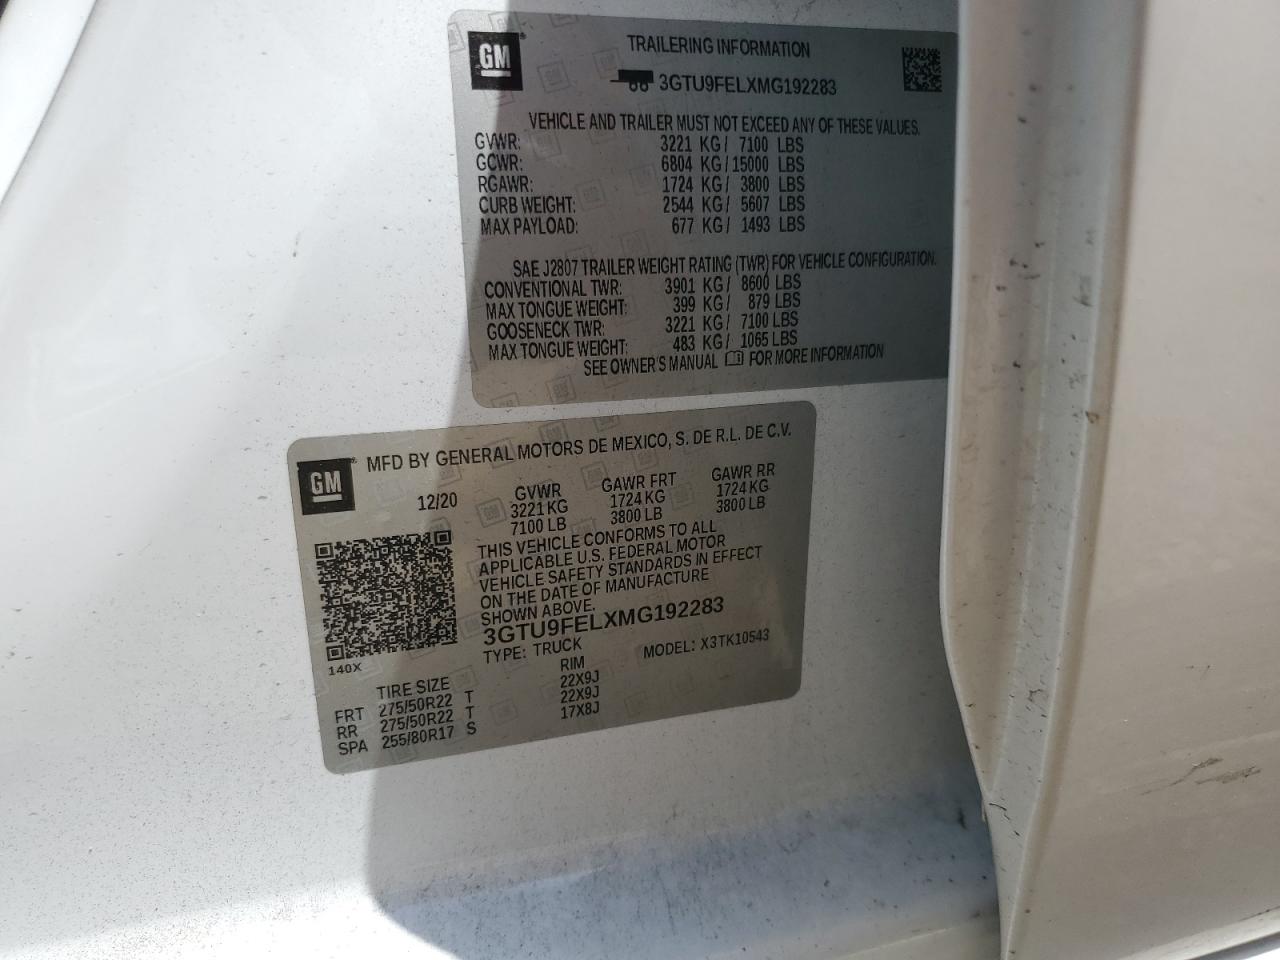 GM
TRAILERING INFORMATION
3GTU9FELXMG192283
VEHICLE AND TRAILER MUST NOT EXCEED ANY OF THESE VALUES.
GVWR: 3221 KG/ 7100 LBS
GCWR: 6804 KG/15000 LBS
RGAWR: 1724 KG/ 3800 LBS
CURB WEIGHT: 2544 KG/ 5607 LBS
MAX PAYLOAD: 677 KG/ 1493 LBS
SAE J2807 TRAILER WEIGHT RATING (TWR) FOR VEHICLE CONFIGURATION.
CONVENTIONAL TWR: 3901 KG/ 8600 LBS
MAX TONGUE WEIGHT: 399 KG/ 879 LBS
GOOSENECK TWR: 3221 KG/ 7100 LBS
MAX TONGUE WEIGHT: 483 KG/ 1065 LBS
SEE OWNER'S MANUAL FOR MORE INFORMATION
GM
MFD BY GENERAL MOTORS DE MEXICO, S. DE R.L. DE C.V.
12/20 GVWR GAWR FRT GAWR RR
3221 KG 1724 KG 1724 KG
7100 LB 3800 LB 3800 LB
THIS VEHICLE CONFORMS TO ALL
APPLICABLE U.S. FEDERAL MOTOR
VEHICLE SAFETY STANDARDS IN EFFECT
ON THE DATE OF MANUFACTURE
SHOWN ABOVE.
3GTU9FELXMG192283
TYPE: TRUCK MODEL: X3TK10543
140X
TIRE SIZE RIM
FRT 275/50R22 T 22X9J
RR 275/50R22 T 22X9J
SPA 255/80R17 S 17X8J